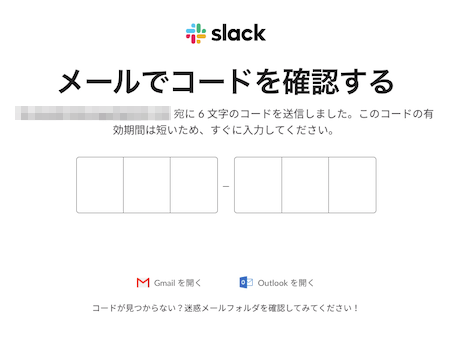 slack
メールでコードを確認する
宛に 6 文字のコードを送信しました。このコードの有
効期間は短いため、すぐに入力してください。
–
Gmail を開く
Outlook を開く
コードが見つからない？迷惑メールフォルダを確認してみてください！